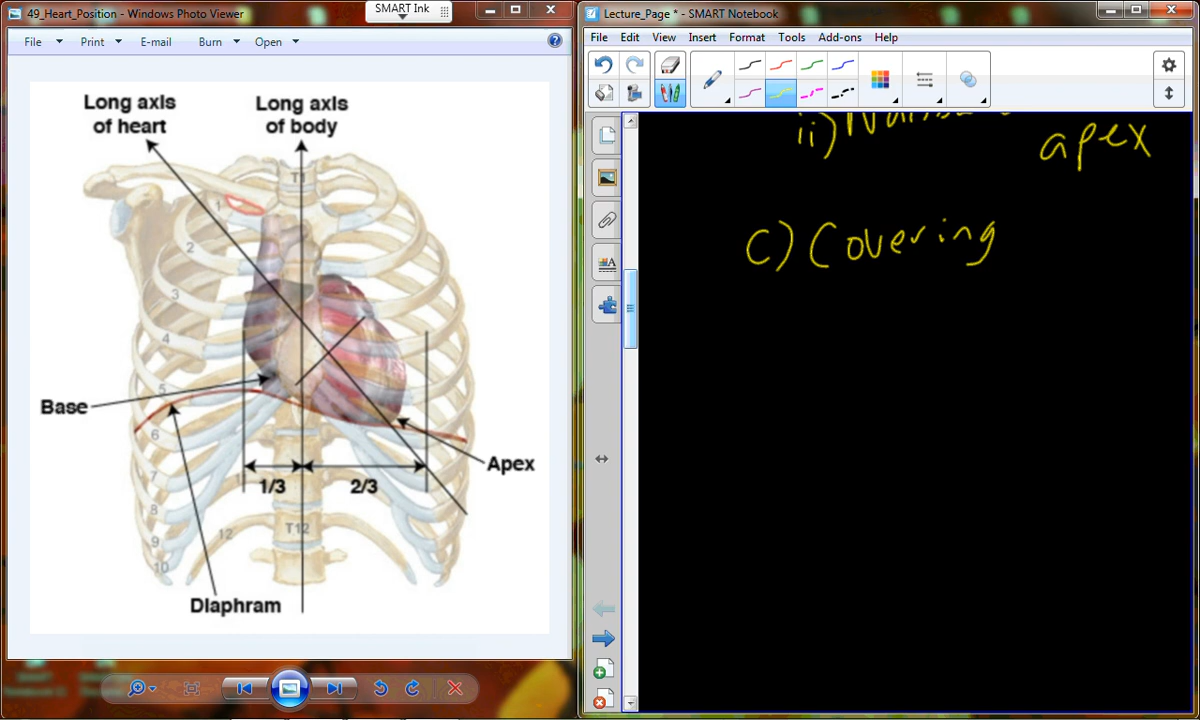 49_Heart_Position - Windows Photo Viewer
SMART Ink
File Print E-mail Burn Open
Long axis of heart
Long axis of body
T1
1
2
3
4
5
6
7
8
9
10
12
T12
Base
Apex
1/3
2/3
Diaphram
Lecture_Page * - SMART Notebook
File Edit View Insert Format Tools Add-ons Help
ii)
apex
c) Covering